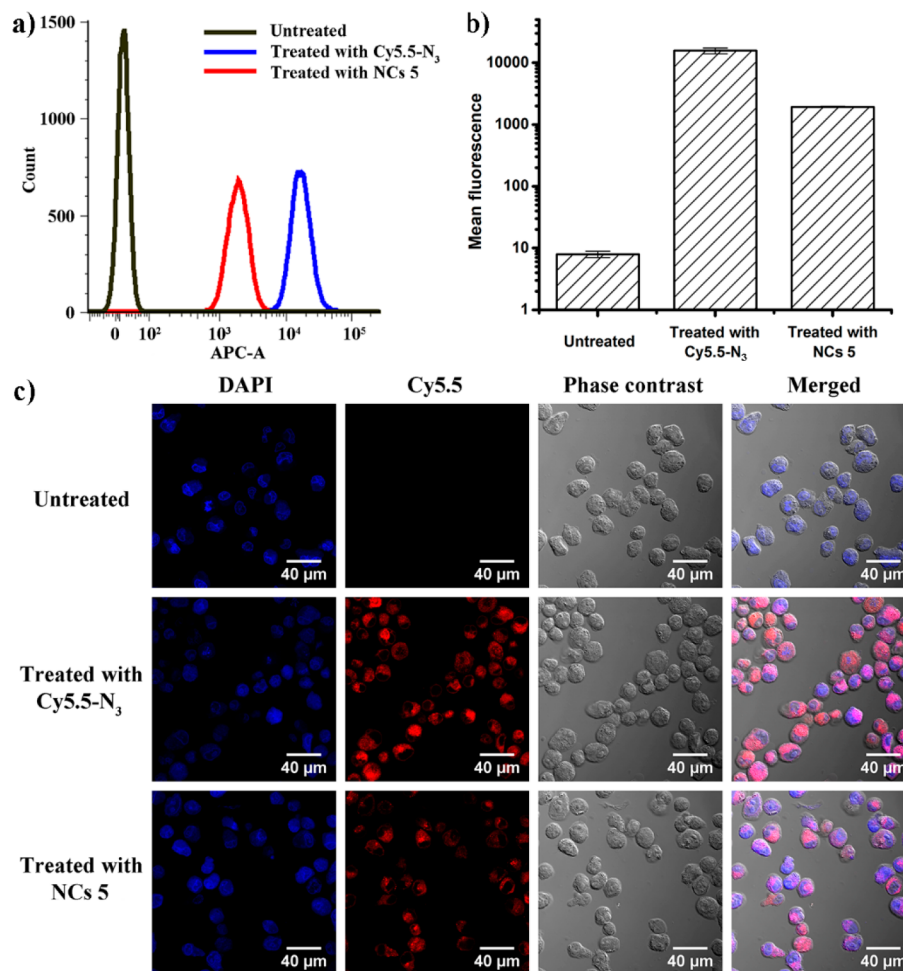 a)
1500
1000
500
0
Count
0 10² 10³ 10⁴ 10⁵
APC-A
Untreated
Treated with Cy5.5-N₃
Treated with NCs 5
b)
10000
1000
100
10
1
Mean fluorescence
Untreated
Treated with
Cy5.5-N₃
Treated with
NCs 5
c)
DAPI Cy5.5 Phase contrast Merged
Untreated
40 µm 40 µm 40 µm 40 µm
Treated with
Cy5.5-N₃
40 µm 40 µm 40 µm 40 µm
Treated with
NCs 5
40 µm 40 µm 40 µm 40 µm